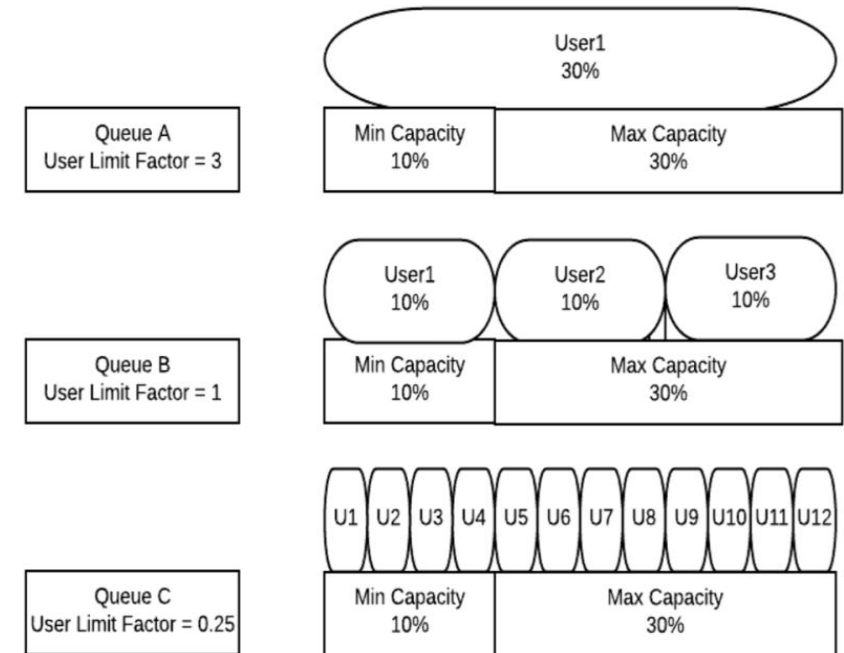 User1
30%
Queue A
User Limit Factor = 3
Min Capacity
10%
Max Capacity
30%
User1
10%
User2
10%
User3
10%
Queue B
User Limit Factor = 1
Min Capacity
10%
Max Capacity
30%
U1
U2
U3
U4
U5
U6
U7
U8
U9
U10
U11
U12
Queue C
User Limit Factor = 0.25
Min Capacity
10%
Max Capacity
30%